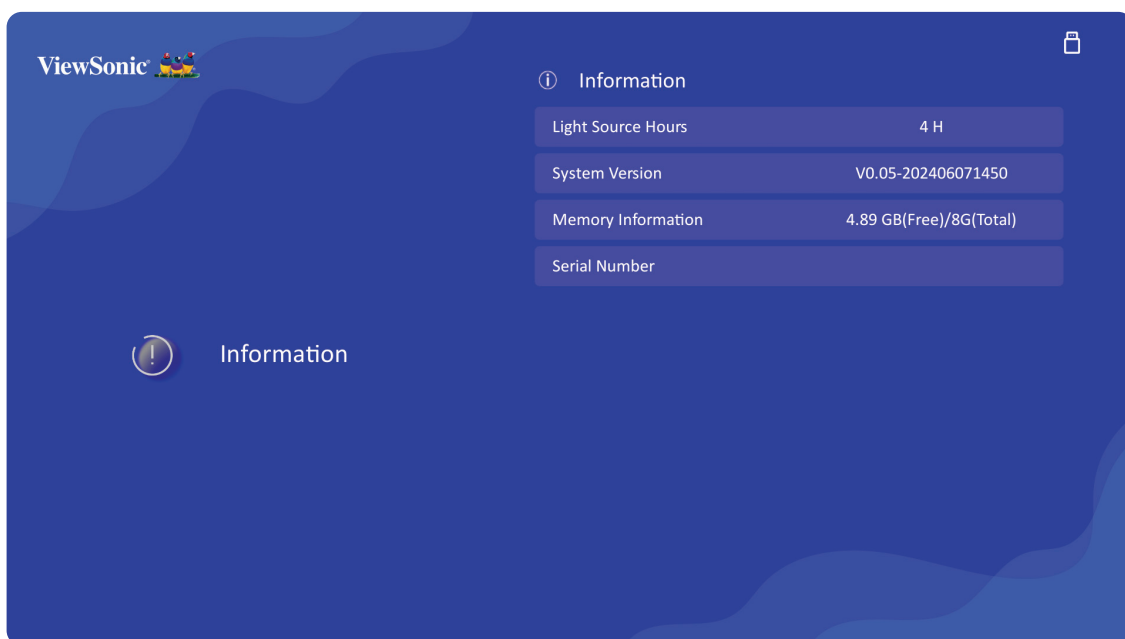 ViewSonic®
Information
Light Source Hours 4 H
System Version V0.05-202406071450
Memory Information 4.89 GB(Free)/8G(Total)
Serial Number
Information